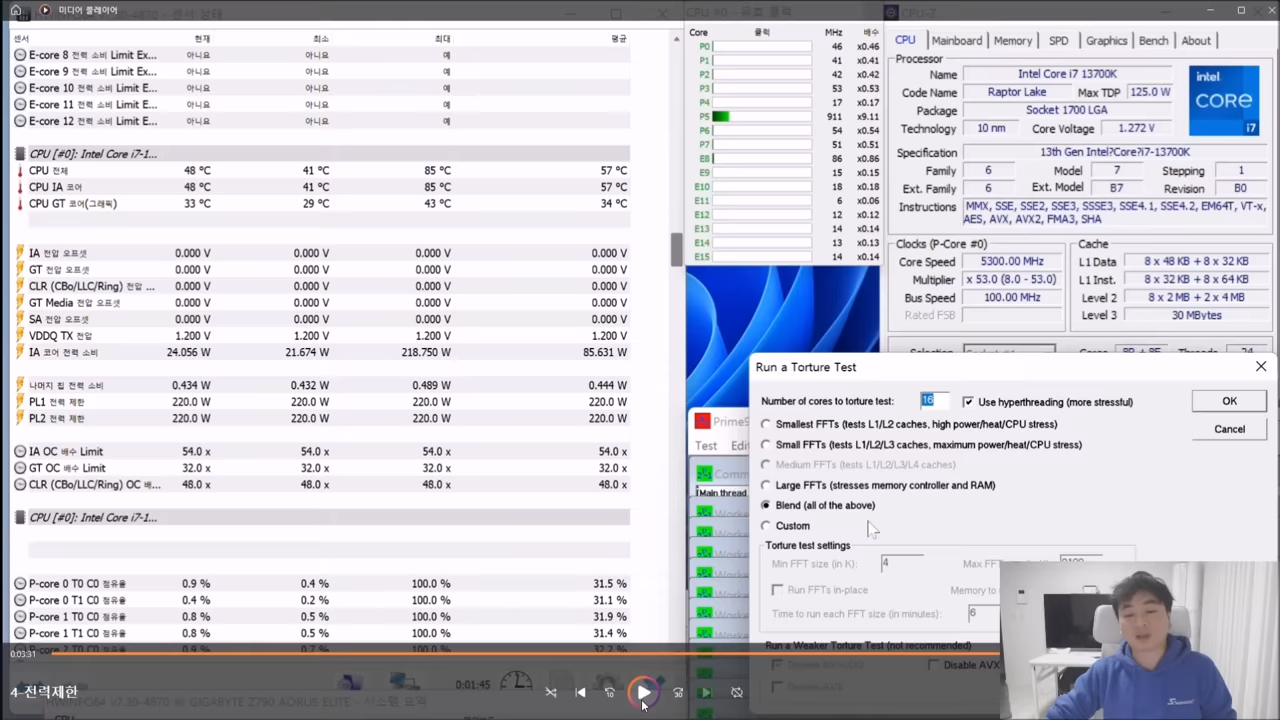 미디어 플레이어
센서 현재 최소 최대 평균
E-core 8 전력 소비 Limit Ex... 아니요 아니요 예
E-core 9 전력 소비 Limit Ex... 아니요 아니요 예
E-core 10 전력 소비 Limit E... 아니요 아니요 예
E-core 11 전력 소비 Limit E... 아니요 아니요 예
E-core 12 전력 소비 Limit E... 아니요 아니요 예
CPU [#0]: Intel Core i7-1...
CPU 전체 48 °C 41 °C 85 °C 57 °C
CPU IA 코어 48 °C 41 °C 85 °C 57 °C
CPU GT 코어(그래픽) 33 °C 29 °C 43 °C 34 °C
IA 전압 오프셋 0.000 V 0.000 V 0.000 V 0.000 V
GT 전압 오프셋 0.000 V 0.000 V 0.000 V 0.000 V
CLR (CBo/LLC/Ring) 전압 ... 0.000 V 0.000 V 0.000 V 0.000 V
GT Media 전압 오프셋 0.000 V 0.000 V 0.000 V 0.000 V
SA 전압 오프셋 0.000 V 0.000 V 0.000 V 0.000 V
VDDQ TX 전압 1.200 V 1.200 V 1.200 V 1.200 V
IA 코어 전력 소비 24.056 W 21.674 W 218.750 W 85.631 W
나머지 칩 전력 소비 0.434 W 0.432 W 0.489 W 0.444 W
PL1 전력 제한 220.0 W 220.0 W 220.0 W 220.0 W
PL2 전력 제한 220.0 W 220.0 W 220.0 W 220.0 W
IA OC 배수 Limit 54.0 x 54.0 x 54.0 x 54.0 x
GT OC 배수 Limit 32.0 x 32.0 x 32.0 x 32.0 x
CLR (CBo/LLC/Ring) OC 배... 48.0 x 48.0 x 48.0 x 48.0 x
CPU [#0]: Intel Core i7-1...
P-core 0 T0 C0 점유율 0.9 % 0.4 % 100.0 % 31.5 %
P-core 0 T1 C0 점유율 0.4 % 0.2 % 100.0 % 31.1 %
P-core 1 T0 C0 점유율 0.8 % 0.5 % 100.0 % 31.9 %
P-core 1 T1 C0 점유율 0.8 % 0.5 % 100.0 % 31.4 %
P-core 2 T0 C0 점유율 0.9 % 0.7 % 100.0 % 32.2 %
Core 클럭 MHz 배수
P0 46 x0.46
P1 41 x0.41
P2 42 x0.42
P3 53 x0.53
P4 17 x0.17
P5 911 x9.11
P6 54 x0.54
P7 51 x0.51
E8 86 x0.86
E9 15 x0.15
E10 18 x0.18
E11 6 x0.06
E12 12 x0.12
E13 14 x0.14
E14 13 x0.13
E15 14 x0.14
CPU-Z
CPU Mainboard Memory SPD Graphics Bench About
Processor
Name Intel Core i7 13700K
Code Name Raptor Lake Max TDP 125.0 W
Package Socket 1700 LGA
Technology 10 nm Core Voltage 1.272 V
intel
CORE
i7
Specification 13th Gen Intel?Core?i7-13700K
Family 6 Model 7 Stepping 1
Ext. Family 6 Ext. Model B7 Revision B0
Instructions MMX, SSE, SSE2, SSE3, SSSE3, SSE4.1, SSE4.2, EM64T, VT-x,
AES, AVX, AVX2, FMA3, SHA
Clocks (P-Core #0)
Core Speed 5300.00 MHz
Multiplier x 53.0 (8.0 - 53.0)
Bus Speed 100.00 MHz
Rated FSB
Cache
L1 Data 8 x 48 KB + 8 x 32 KB
L1 Inst. 8 x 32 KB + 8 x 64 KB
Level 2 8 x 2 MB + 2 x 4 MB
Level 3 30 MBytes
Test
[Main thread
Run a Torture Test
Number of cores to torture test: 16 Use hyperthreading (more stressful)
OK
Cancel
Smallest FFTs (tests L1/L2 caches, high power/heat/CPU stress)
Small FFTs (tests L1/L2/L3 caches, maximum power/heat/CPU stress)
Medium FFTs (tests L1/L2/L3/L4 caches)
Large FFTs (stresses memory controller and RAM)
Blend (all of the above)
Custom
Torture test settings
Min FFT size (in K): 4
Run FFTs in-place
Time to run each FFT size (in minutes): 6
Run a Weaker Torture Test (not recommended)
Disable AVX
0:03:31
4-전력제한
0:01:45